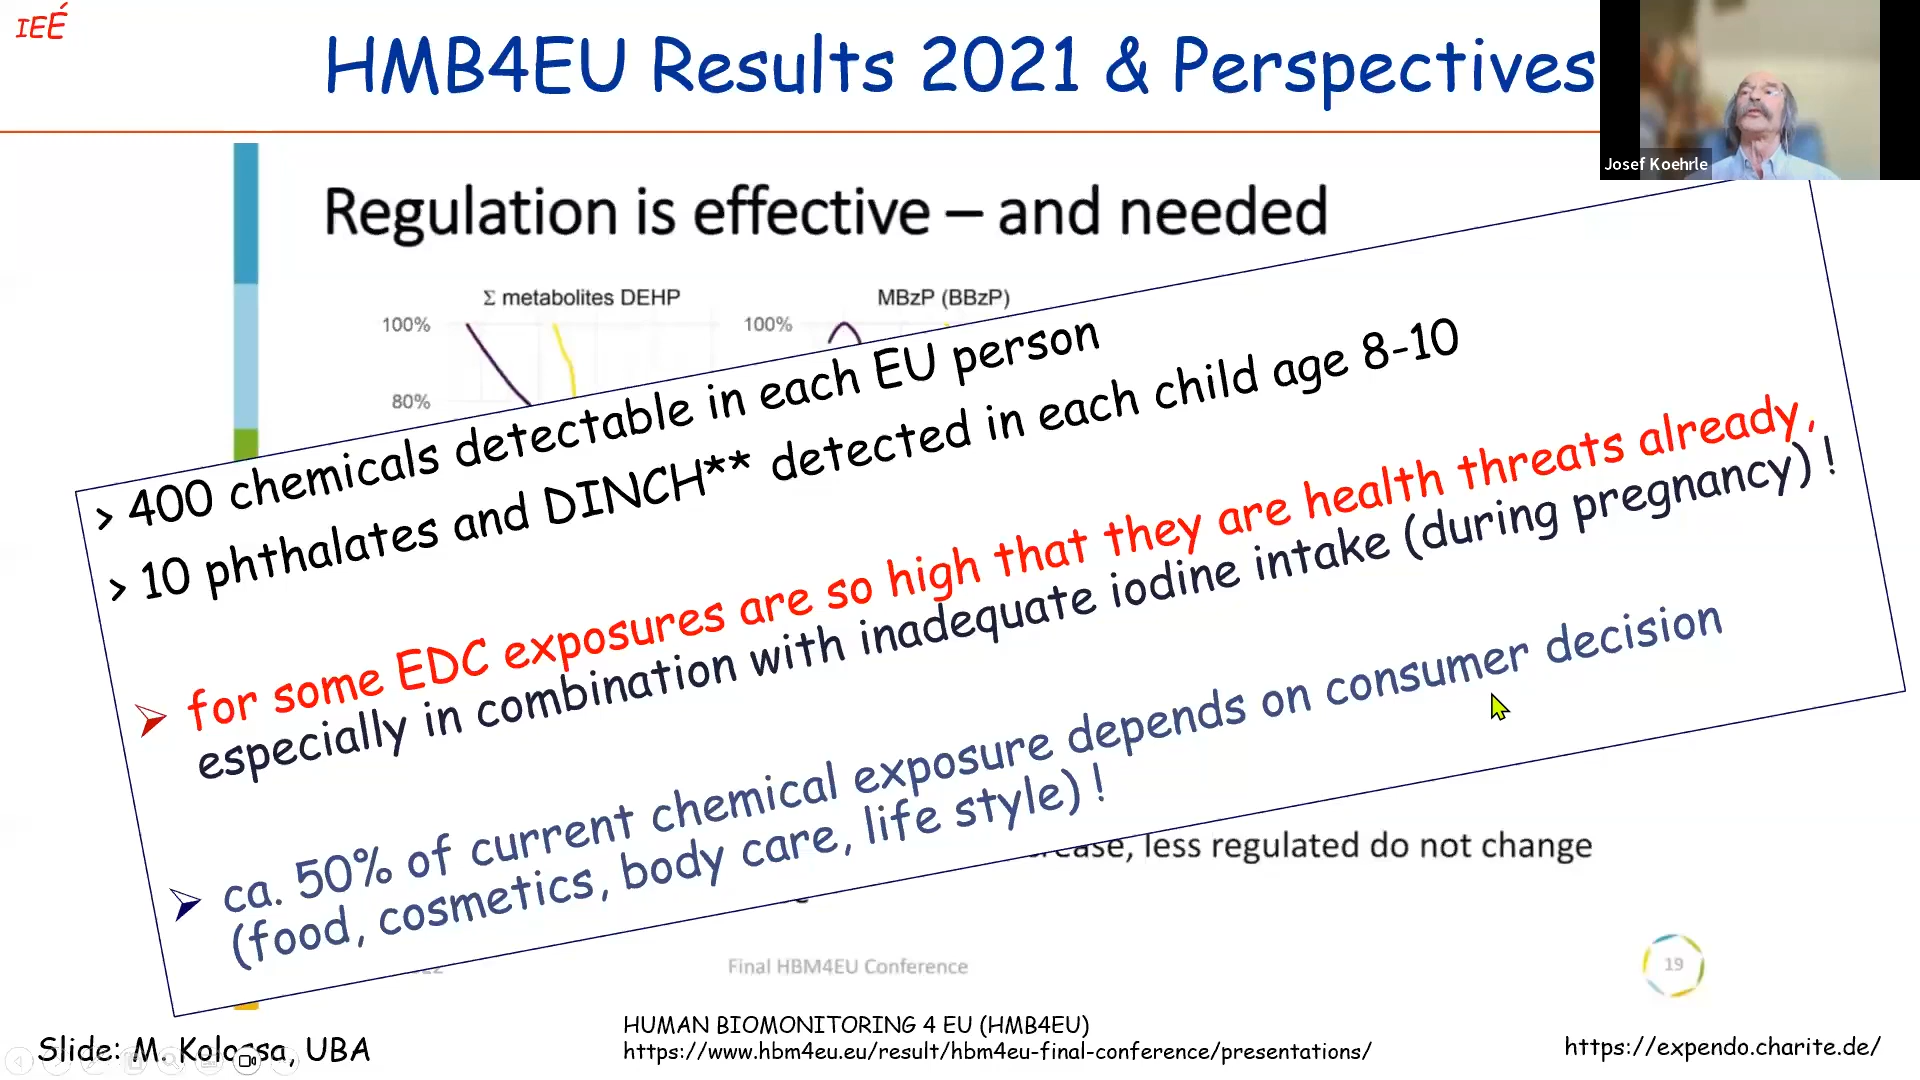 IEÉ
HMB4EU Results 2021 & Perspectives
Josef Koehrle
Regulation is effective – and needed
Σ metabolites DEHP
MBzP (BBzP)
100%
100%
80%
> 400 chemicals detectable in each EU person
> 10 phthalates and DINCH** detected in each child age 8-10
for some EDC exposures are so high that they are health threats already,
especially in combination with inadequate iodine intake (during pregnancy) !
ca. 50% of current chemical exposure depends on consumer decision
(food, cosmetics, body care, life style) !
less regulated do not change
Final HBM4EU Conference
19
Slide: M. Kolossa, UBA
HUMAN BIOMONITORING 4 EU (HMB4EU)
https://www.hbm4eu.eu/result/hbm4eu-final-conference/presentations/
https://expendo.charite.de/